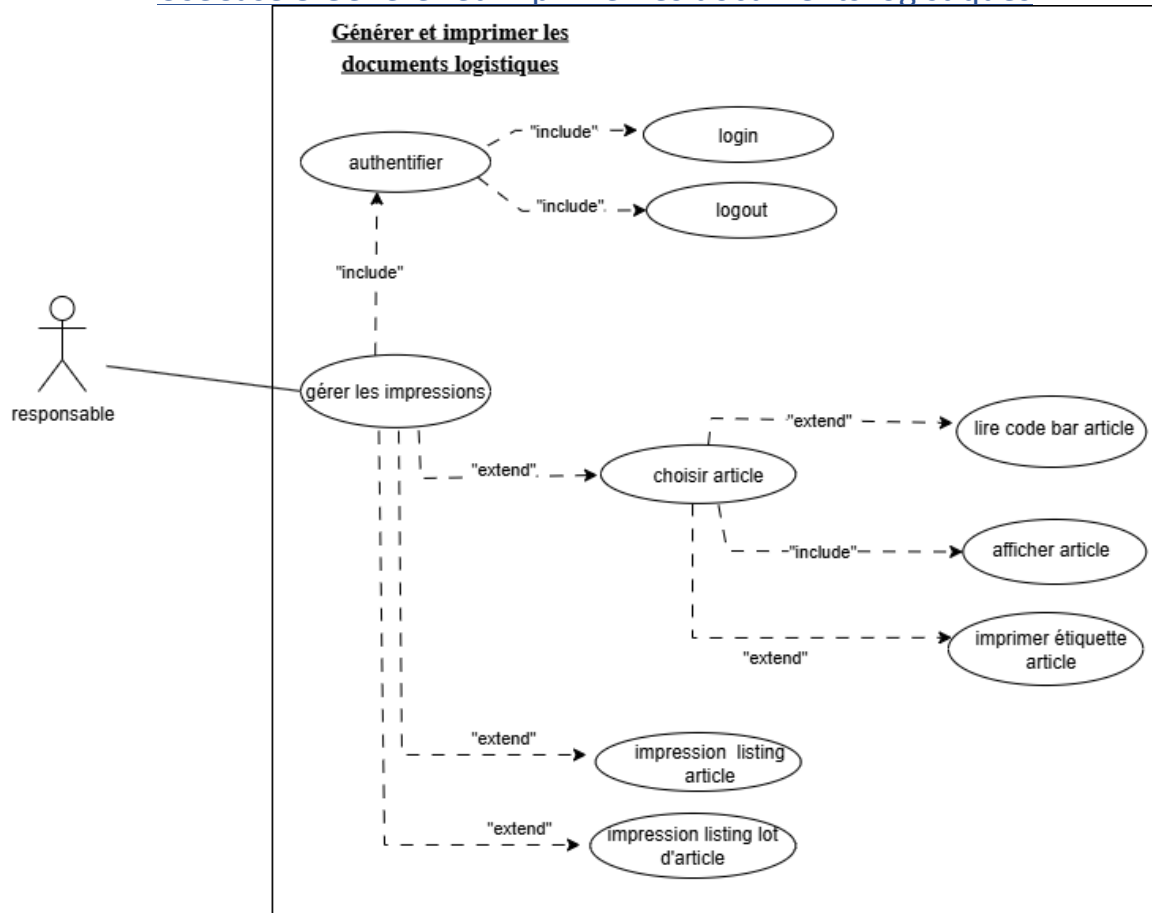 Générer et imprimer les
documents logistiques
"include"
login
authentifier
"include"
logout
"include"
responsable
gérer les impressions
"extend"
lire code bar article
"extend"
choisir article
"include"
afficher article
imprimer étiquette
article
"extend"
"extend"
impression listing
article
"extend"
impression listing lot
d'article